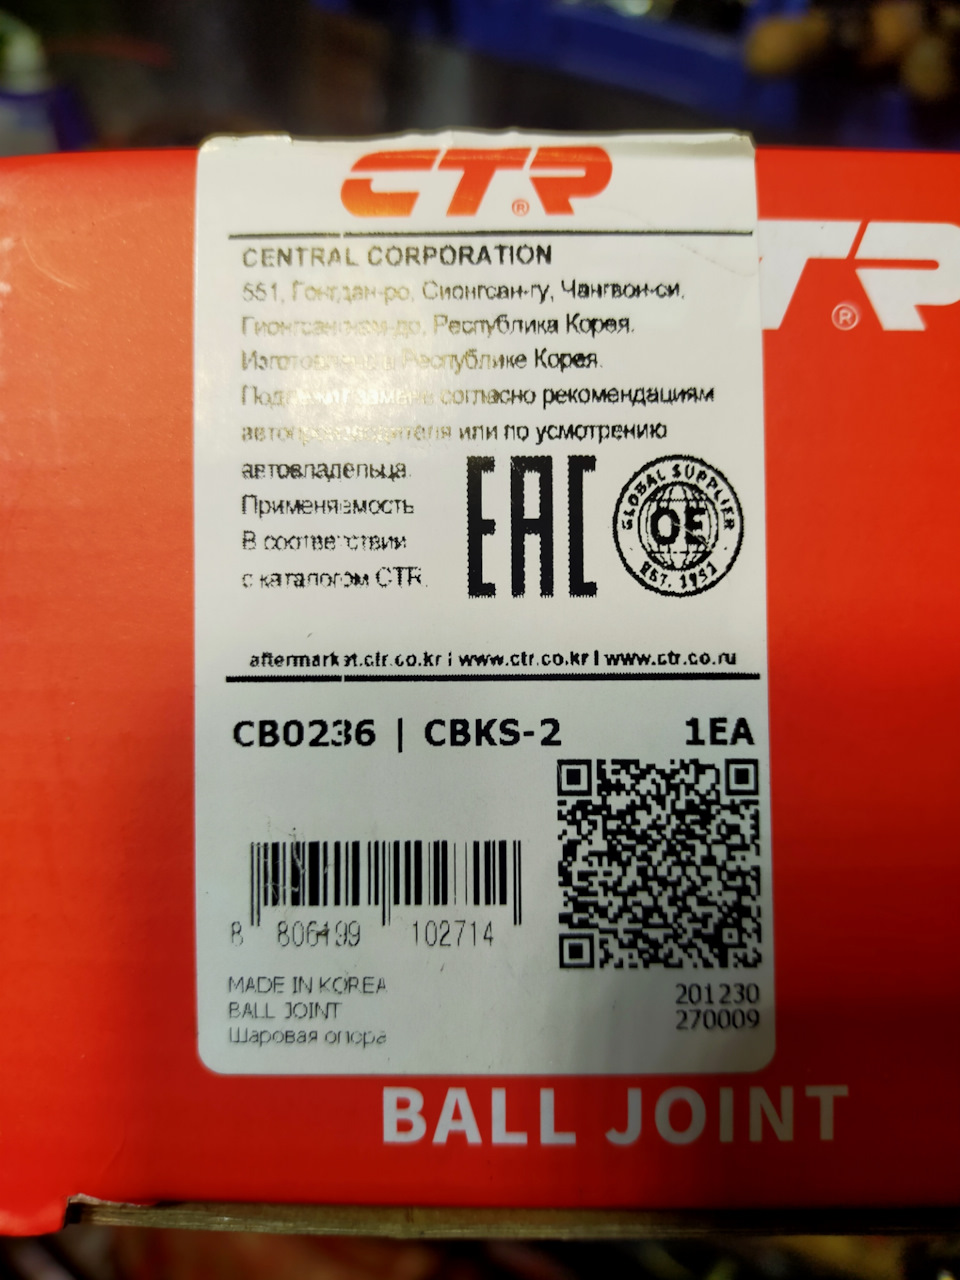 CTR®
CENTRAL CORPORATION
551, Гонгдан-ро, Сионгсан-гу, Чангвон-си,
Гионгсаннам-до, Республика Корея.
Изготовлено в Республике Корея.
Подлежит замене согласно рекомендациям
автопроизводителя или по усмотрению
автовладельца.
Применяемость
В соответствии
с каталогом CTR.
EAC
GLOBAL SUPPLIER
OE
EST. 1952
aftermarket.ctr.co.kr | www.ctr.co.kr | www.ctr.co.ru
CB0236 | CBKS-2 1EA
8 806199 102714
MADE IN KOREA
BALL JOINT
Шаровая опора
201230
270009
TR®
BALL JOINT